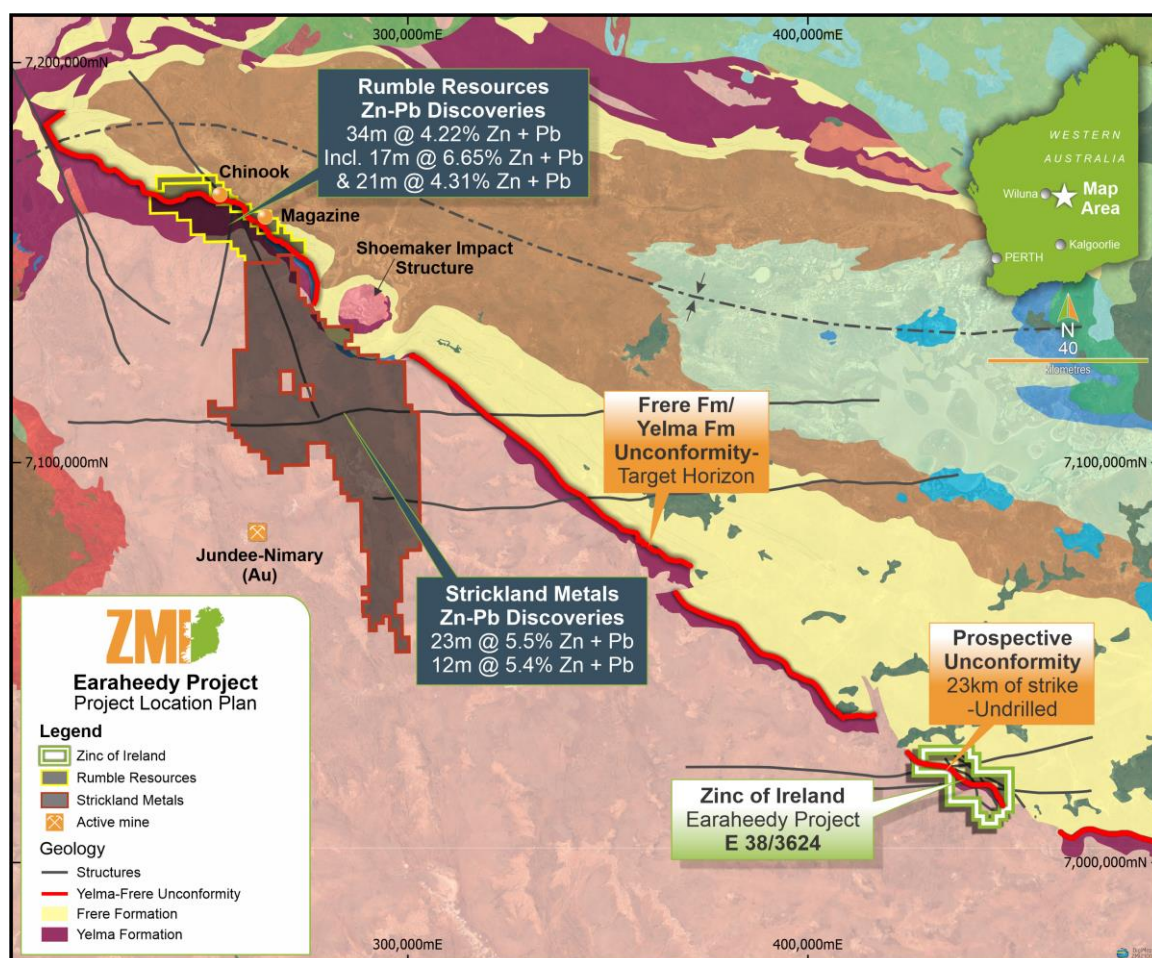 300,000mE
400,000mE
7,200,000mN
Rumble Resources
Zn-Pb Discoveries
34m @ 4.22% Zn + Pb
Incl. 17m @ 6.65% Zn + Pb
& 21m @ 4.31% Zn + Pb
WESTERN
AUSTRALIA
Wiluna
Map
Area
Kalgoorlie
PERTH
Chinook
Magazine
Shoemaker Impact
Structure
N
40
kilometres
Frere Fm/
Yelma Fm
Unconformity-
Target Horizon
7,100,000mN
7,100,000mN
Jundee-Nimary
(Au)
Strickland Metals
Zn-Pb Discoveries
23m @ 5.5% Zn + Pb
12m @ 5.4% Zn + Pb
Prospective
Unconformity
23km of strike
-Undrilled
Zinc of Ireland
Earaheedy Project
E 38/3624
7,000,000mN
ZMI
Earaheedy Project
Project Location Plan
Legend
Zinc of Ireland
Rumble Resources
Strickland Metals
Active mine
Geology
Structures
Yelma-Frere Unconformity
Frere Formation
Yelma Formation
300,000mE
400,000mE